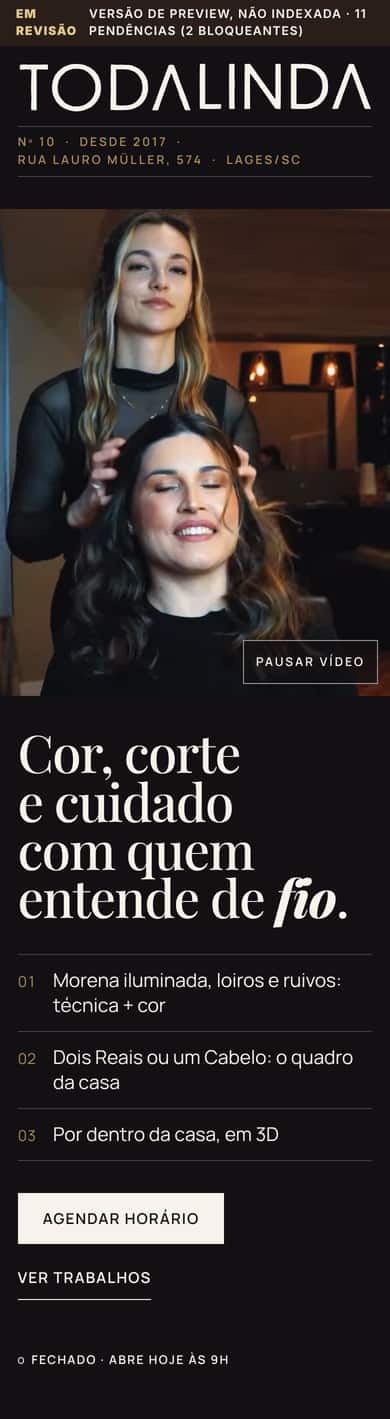 EM REVISÃO
VERSÃO DE PREVIEW, NÃO INDEXADA · 11
PENDÊNCIAS (2 BLOQUEANTES)
TODALINDA
Nº 10 · DESDE 2017 ·
RUA LAURO MÜLLER, 574 · LAGES/SC
PAUSAR VÍDEO
Cor, corte
e cuidado
com quem
entende de fio.
01 Morena iluminada, loiros e ruivos:
técnica + cor
02 Dois Reais ou um Cabelo: o quadro
da casa
03 Por dentro da casa, em 3D
AGENDAR HORÁRIO
VER TRABALHOS
FECHADO · ABRE HOJE ÀS 9H